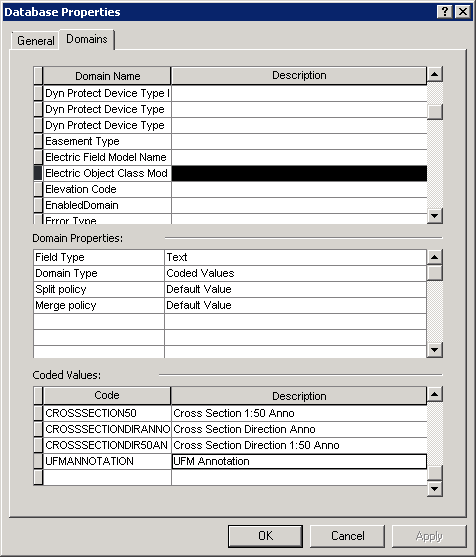 Database Properties
General Domains
Domain Name Description
Dyn Protect Device Type I
Dyn Protect Device Type
Dyn Protect Device Type
Easement Type
Electric Field Model Name
Electric Object Class Mod
Elevation Code
EnabledDomain
Error Type
Domain Properties:
Field Type Text
Domain Type Coded Values
Split policy Default Value
Merge policy Default Value
Coded Values:
Code Description
CROSSSECTION50 Cross Section 1:50 Anno
CROSSSECTIONDIRANNO Cross Section Direction Anno
CROSSSECTIONDIR50AN Cross Section Direction 1:50 Anno
UFMANNOTATION UFM Annotation
OK Cancel Apply